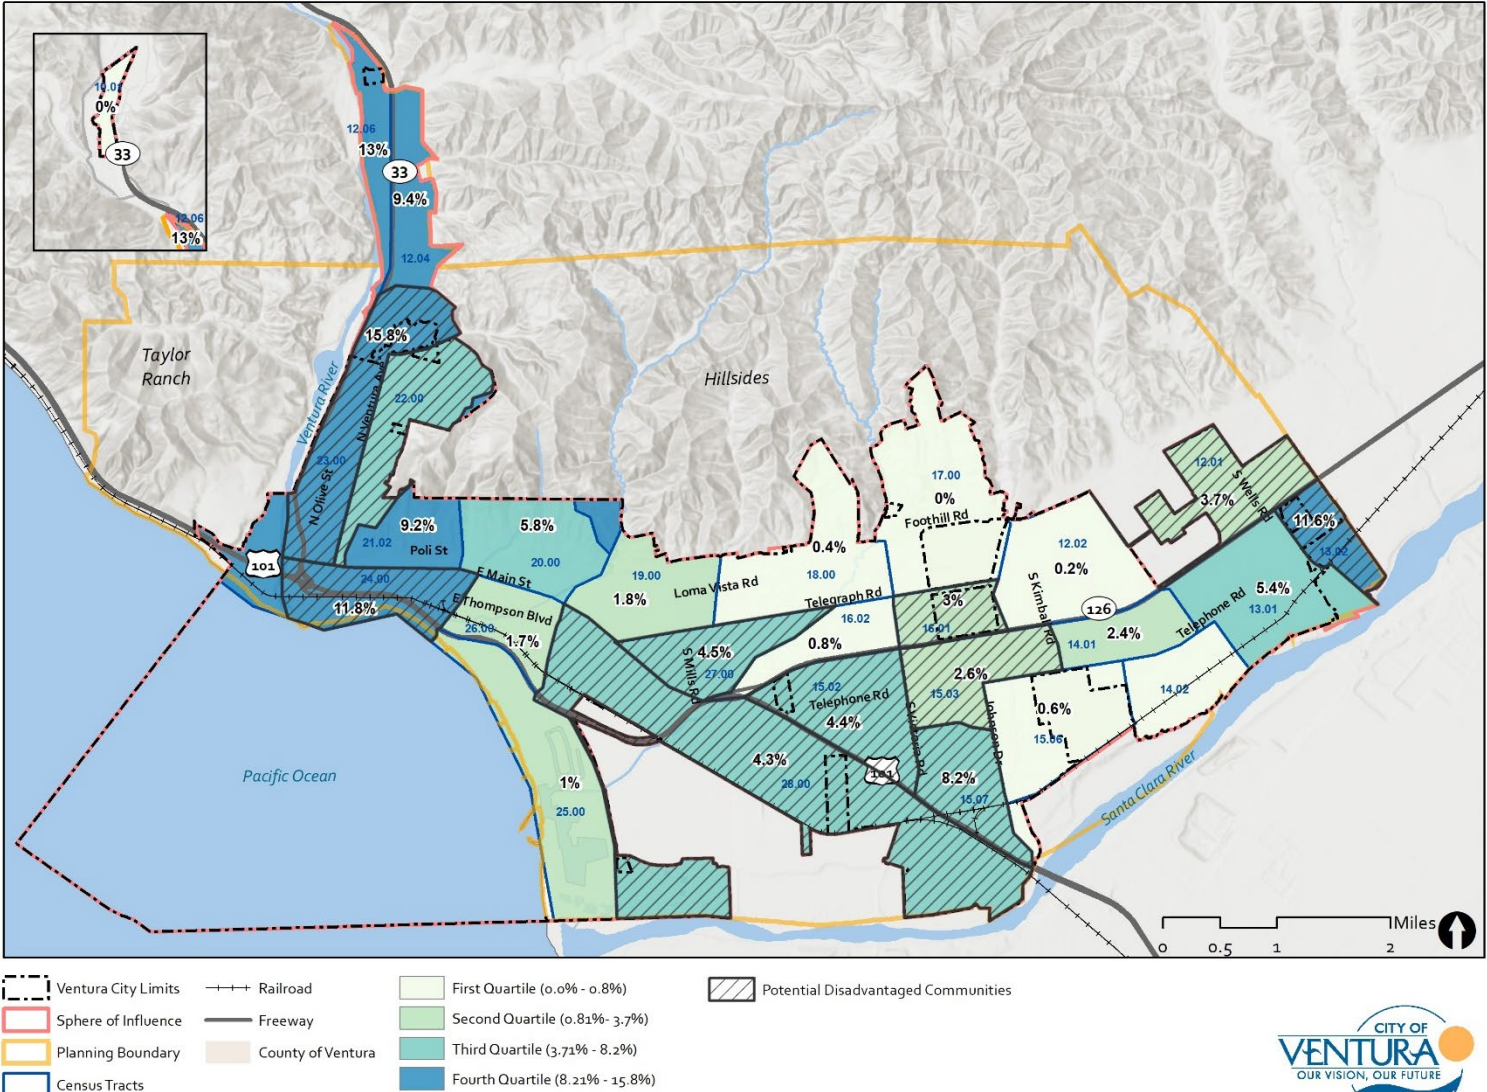 10.01
0%
33
12.06
13%
12.06
13%
33
9.4%
12.04
15.8%
Taylor
Ranch
Ventura River
N Ventura Ave
22.00
Hillsides
23.00
N Olive St
9.2%
21.02
Poli St
5.8%
20.00
E Main St
101
24.00
11.8%
E Thompson Blvd
26.00
1.7%
19.00
1.8%
Loma Vista Rd
0.4%
18.00
Telegraph Rd
17.00
0%
Foothill Rd
12.02
0.2%
S Kimball Rd
12.01
3.7%
S Wells Rd
11.6%
13.02
126
5.4%
13.01
Telephone Rd
16.02
0.8%
3%
16.01
14.01
2.4%
4.5%
S Mills Rd
27.00
15.02
Telephone Rd
4.4%
2.6%
15.03
S Victoria Rd
Johnson Dr
0.6%
15.06
14.02
4.3%
28.00
101
8.2%
15.07
Pacific Ocean
1%
25.00
Santa Clara River
Miles
0 0.5 1 2
Ventura City Limits
Sphere of Influence
Planning Boundary
Census Tracts
Railroad
Freeway
County of Ventura
First Quartile (0.0% - 0.8%)
Second Quartile (0.81%- 3.7%)
Third Quartile (3.71% - 8.2%)
Fourth Quartile (8.21% - 15.8%)
Potential Disadvantaged Communities
CITY OF
VENTURA
OUR VISION, OUR FUTURE